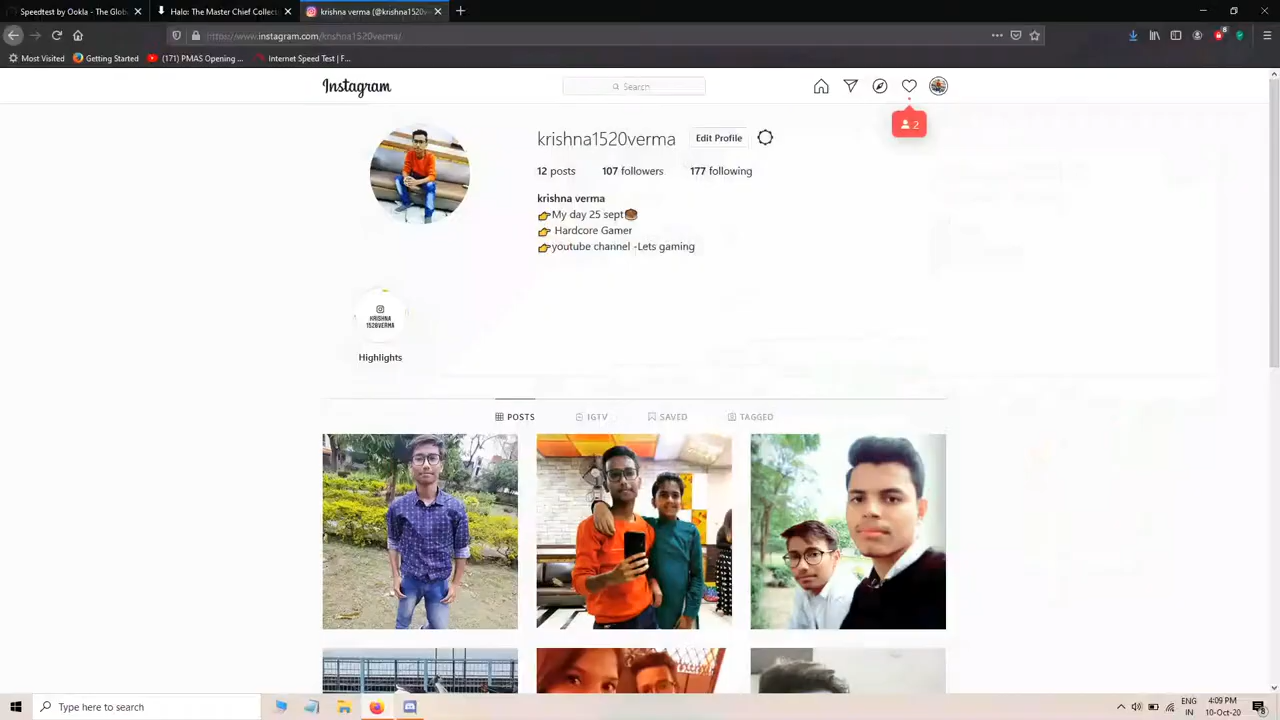 Speedtest by Ookla - The Glob
Halo: The Master Chief Collect
krishna verma (@krishna1520v
https://www.instagram.com/krishna1520verma/
8
Most Visited
Getting Started
(171) PMAS Opening ...
Internet Speed Test | F...
Instagram
Search
2
krishna1520verma
Edit Profile
12 posts
107 followers
177 following
krishna verma
👉My day 25 sept🎂
👉 Hardcore Gamer
👉youtube channel -Lets gaming
KRISHNA
1520VERMA
Highlights
POSTS
IGTV
SAVED
TAGGED
Type here to search
ENG
IN
4:09 PM
10-Oct-20
8